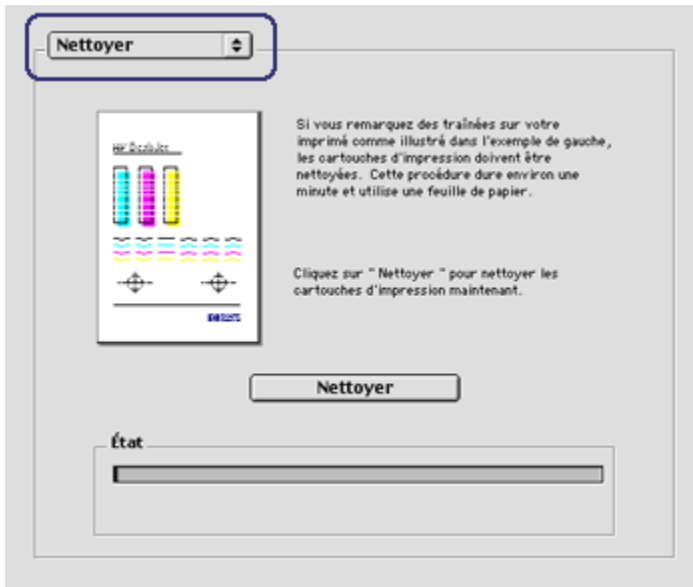 Nettoyer
Si vous remarquez des traînées sur votre
imprimé comme illustré dans l'exemple de gauche,
les cartouches d'impression doivent être
nettoyées. Cette procédure dure environ une
minute et utilise une feuille de papier.
Cliquez sur " Nettoyer " pour nettoyer les
cartouches d'impression maintenant.
Nettoyer
État